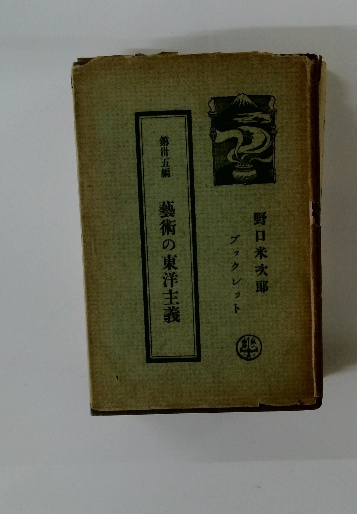 野口米次郎
ブックレット
第卅五編
藝術の東洋主義